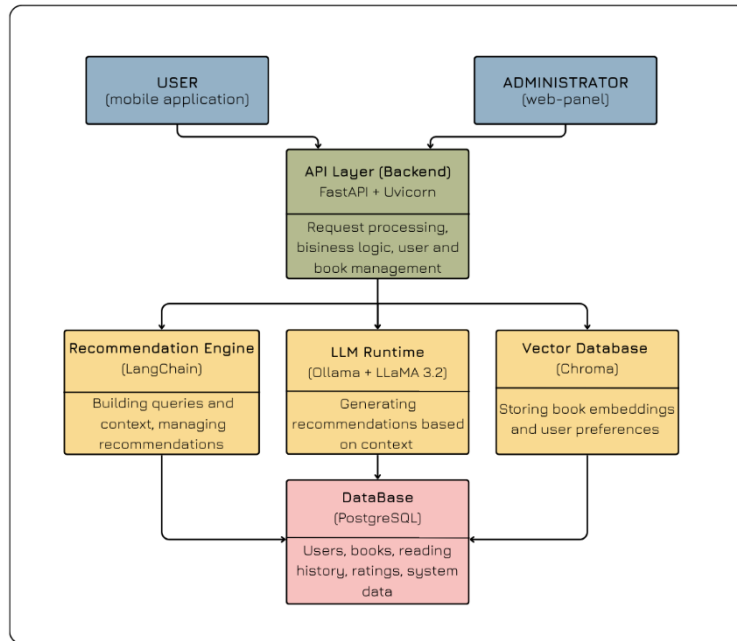 USER
(mobile application)
ADMINISTRATOR
(web-panel)
API Layer (Backend)
FastAPI + Uvicorn
Request processing,
bisiness logic, user and
book management
Recommendation Engine
(LangChain)
Building queries and
context, managing
recommendations
LLM Runtime
(Ollama + LLaMA 3.2)
Generating
recommendations based
on context
Vector Database
(Chroma)
Storing book embeddings
and user preferences
DataBase
(PostgreSQL)
Users, books, reading
history, ratings, system
data